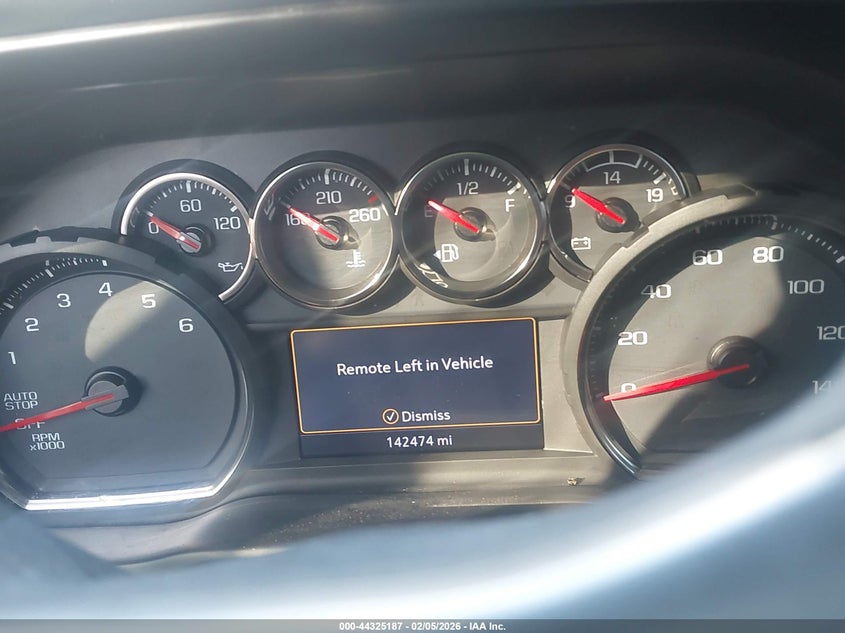 0 60 120
160 210 260
E 1/2 F
9 14 19
1 2 3 4 5 6
AUTO
STOP
OFF
RPM
x1000
Remote Left in Vehicle
Dismiss
142474 mi
0 20 40 60 80 100 120
000-44325187 - 02/05/2026 - IAA Inc.